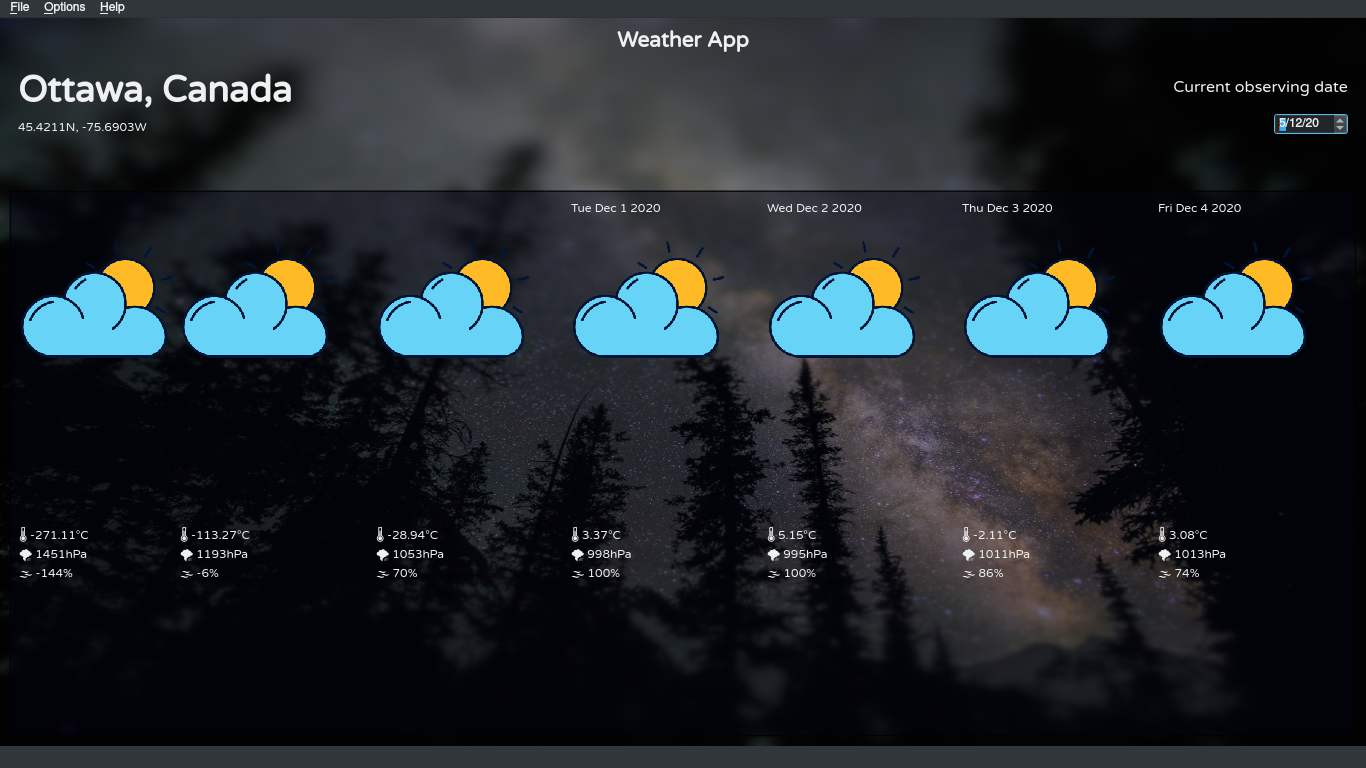 File Options Help
Weather App
Ottawa, Canada
Current observing date
45.4211N, -75.6903W
5/12/20
Tue Dec 1 2020
Wed Dec 2 2020
Thu Dec 3 2020
Fri Dec 4 2020
-271.11°C
1451hPa
-144%
-113.27°C
1193hPa
-6%
-28.94°C
1053hPa
70%
3.37°C
998hPa
100%
5.15°C
995hPa
100%
-2.11°C
1011hPa
86%
3.08°C
1013hPa
74%